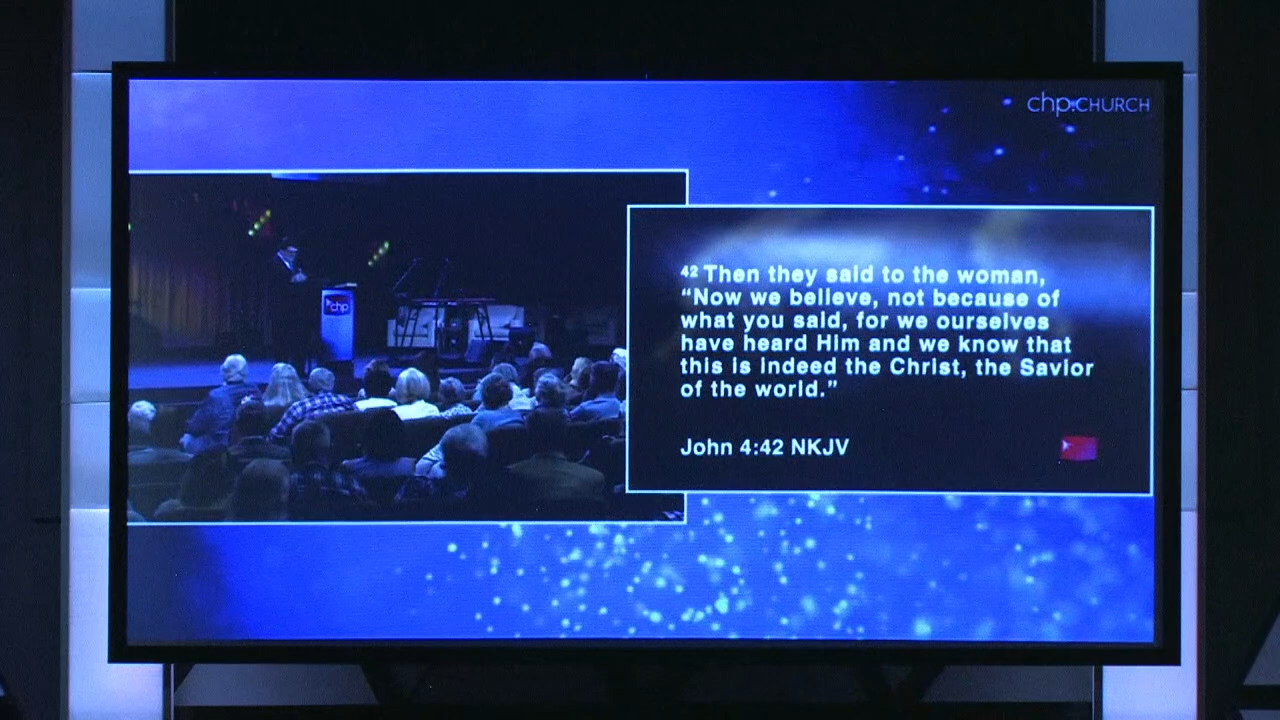 chp.CHURCH
chp
42 Then they said to the woman,
“Now we believe, not because of
what you said, for we ourselves
have heard Him and we know that
this is indeed the Christ, the Savior
of the world.”
John 4:42 NKJV